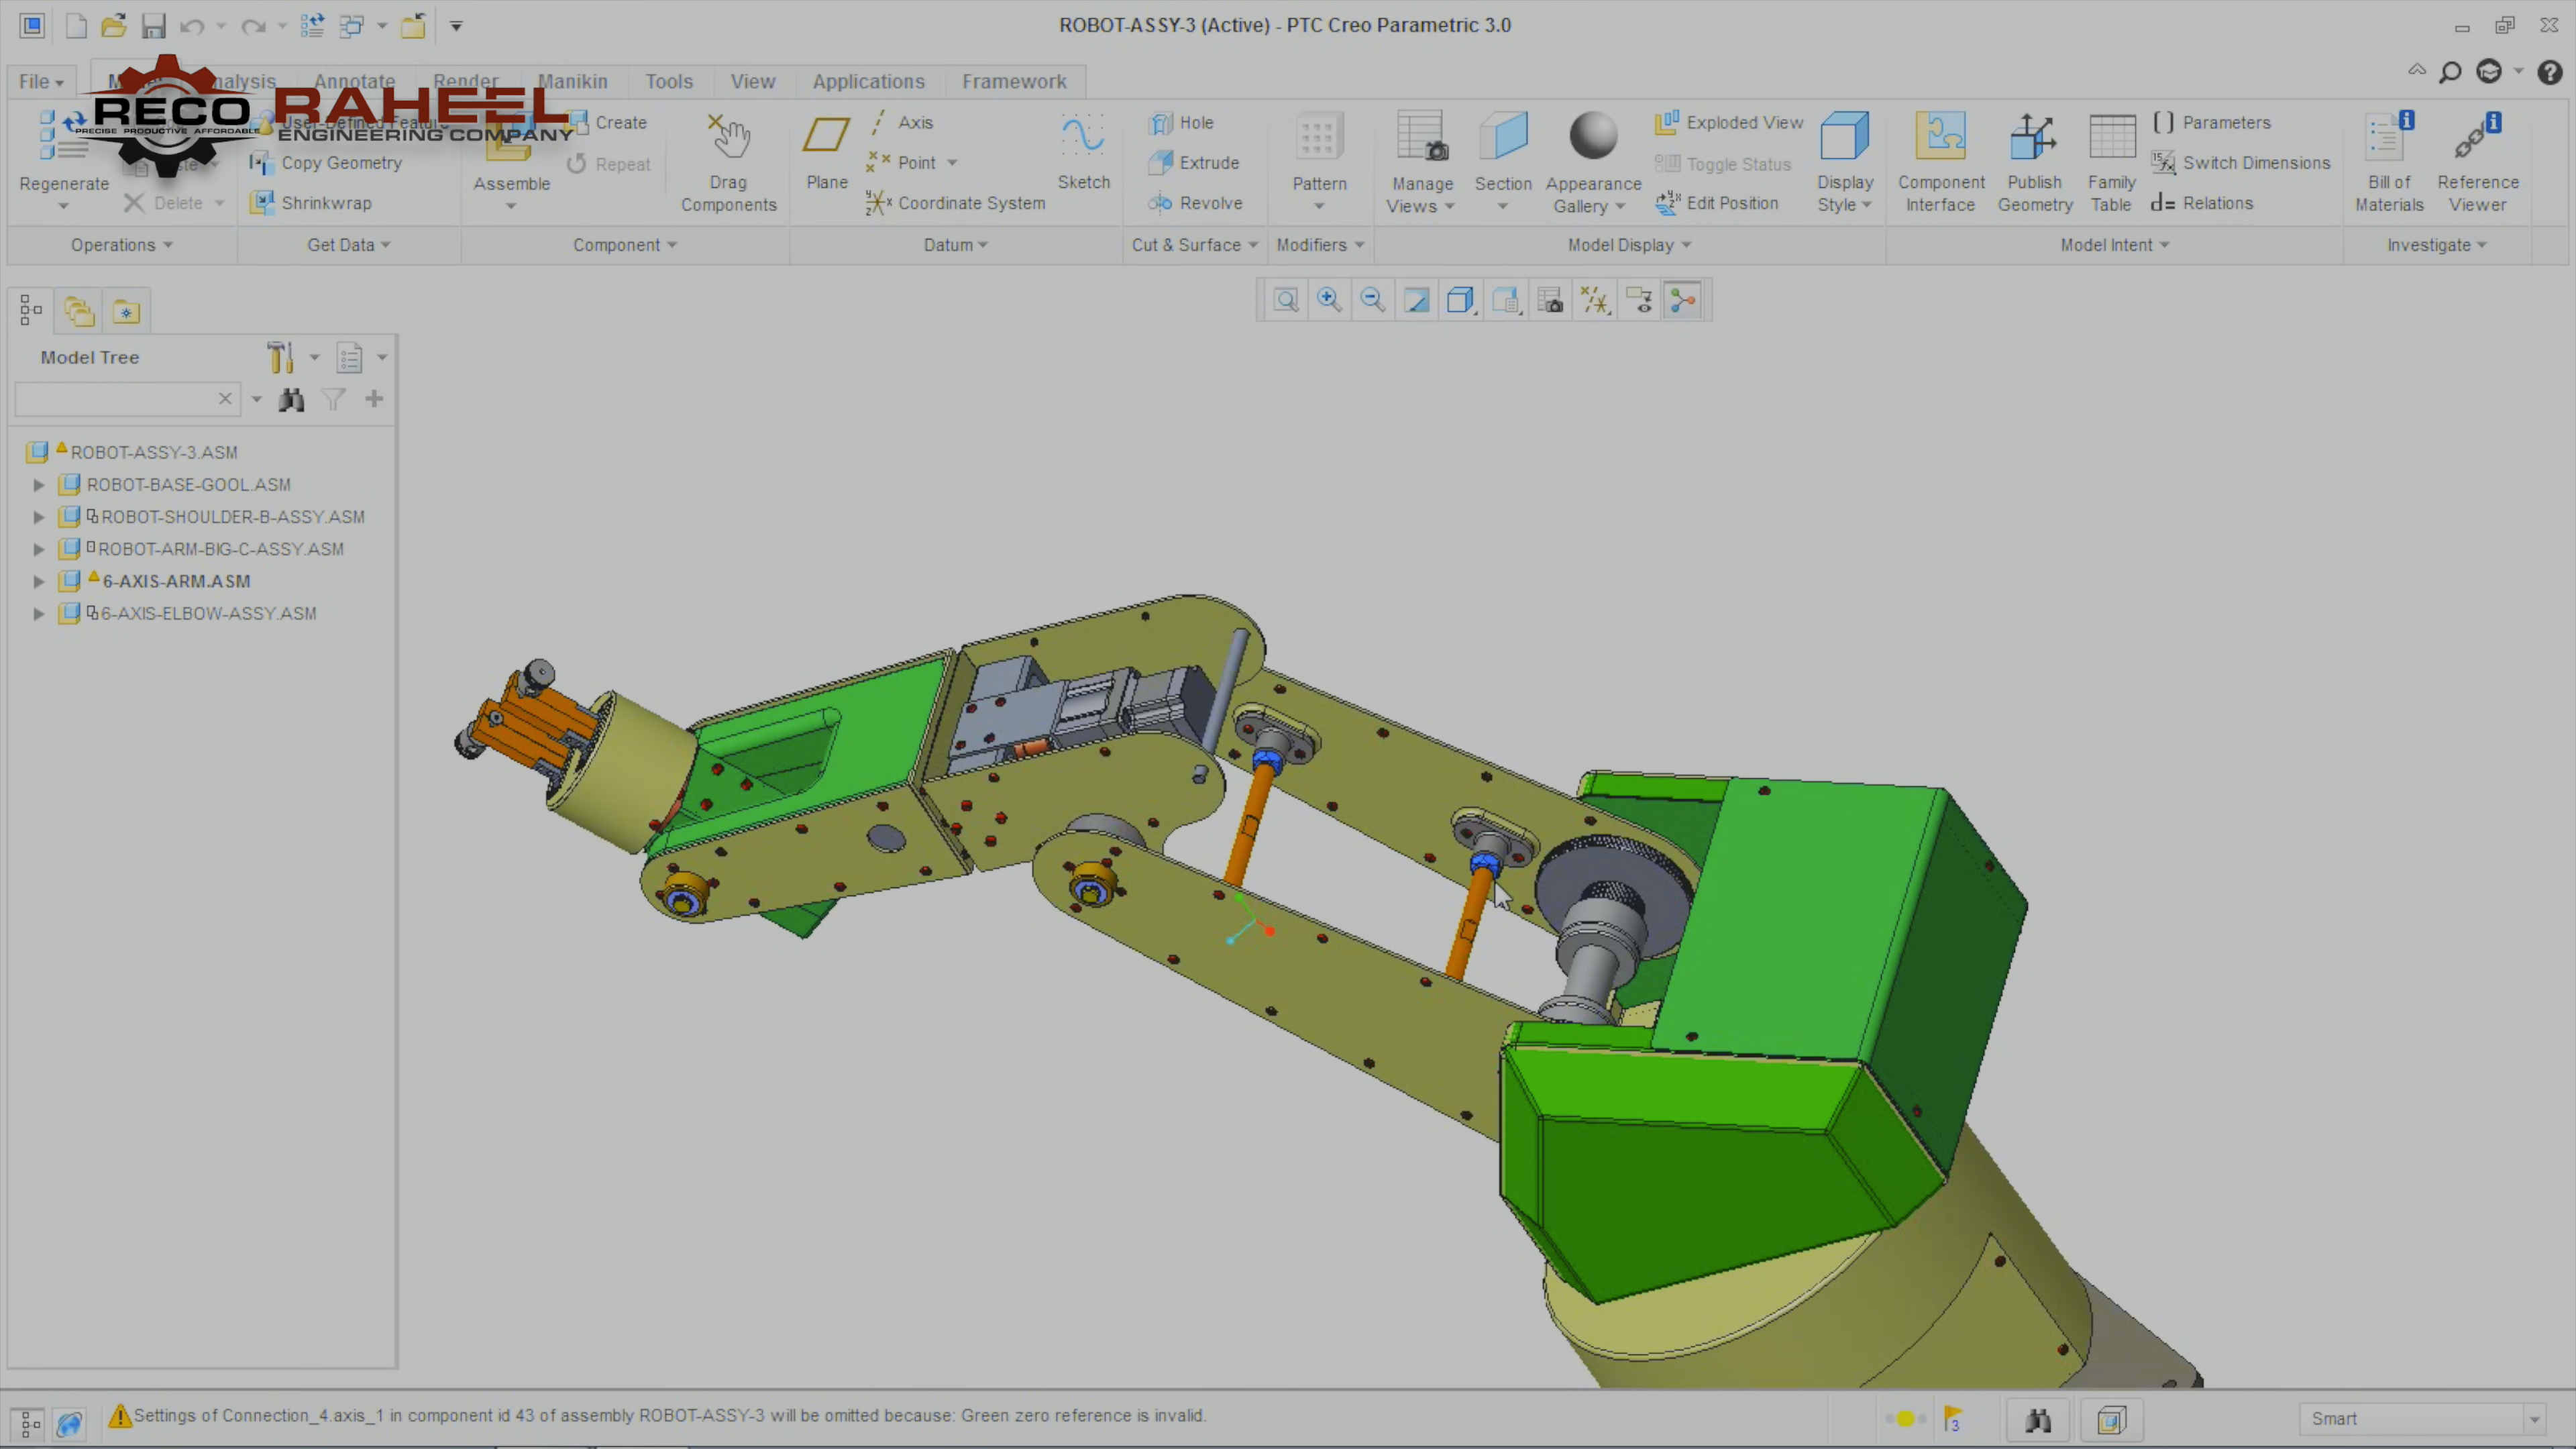 ROBOT-ASSY-3 (Active) - PTC Creo Parametric 3.0
File
Annotate
Render
Manikin
Tools
View
Applications
Framework
RECO
PRECISE PRODUCTIVE AFFORDABLE
RAHEEL
ENGINEERING COMPANY
Regenerate
Delete
Operations
User-Defined Feature
Copy Geometry
Shrinkwrap
Get Data
Assemble
Create
Repeat
Drag Components
Component
Plane
Axis
Point
Coordinate System
Sketch
Datum
Hole
Extrude
Revolve
Cut & Surface
Pattern
Modifiers
Manage Views
Section
Appearance Gallery
Exploded View
Toggle Status
Edit Position
Display Style
Model Display
Component Interface
Publish Geometry
Family Table
Parameters
Switch Dimensions
d= Relations
Model Intent
Bill of Materials
Reference Viewer
Investigate
Model Tree
ROBOT-ASSY-3.ASM
ROBOT-BASE-GOOL.ASM
ROBOT-SHOULDER-B-ASSY.ASM
ROBOT-ARM-BIG-C-ASSY.ASM
6-AXIS-ARM.ASM
6-AXIS-ELBOW-ASSY.ASM
Settings of Connection_4.axis_1 in component id 43 of assembly ROBOT-ASSY-3 will be omitted because: Green zero reference is invalid.
3
Smart